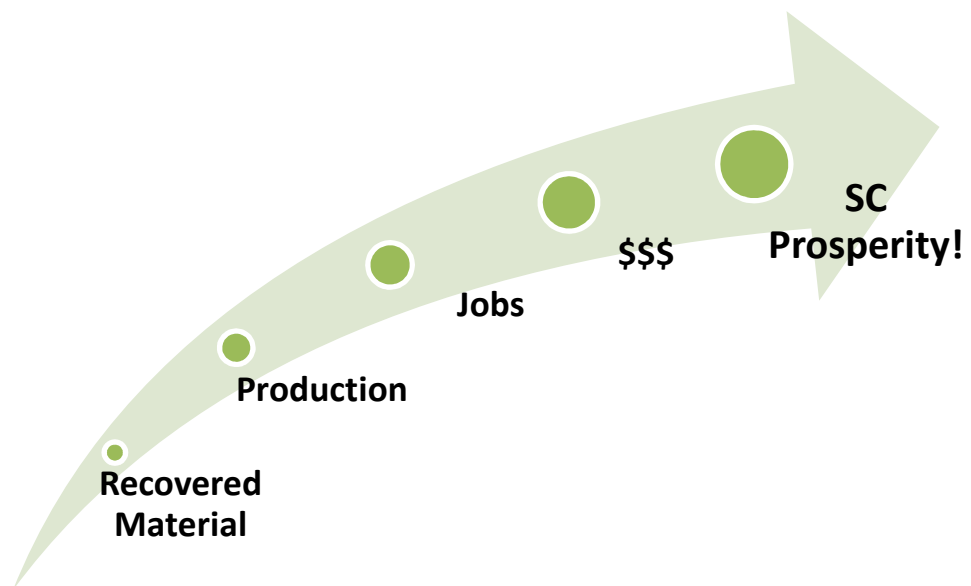 Recovered
Material
Production
Jobs
$$$
SC
Prosperity!